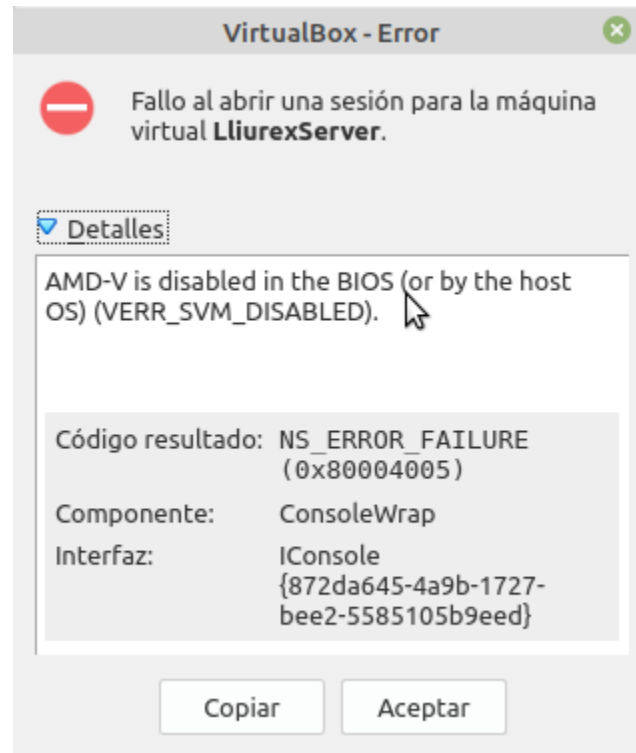 VirtualBox - Error
Fallo al abrir una sesión para la máquina
virtual LliurexServer.
Detalles
AMD-V is disabled in the BIOS (or by the host
OS) (VERR_SVM_DISABLED).
Código resultado: NS_ERROR_FAILURE
(0x80004005)
Componente: ConsoleWrap
Interfaz: IConsole
{872da645-4a9b-1727-
bee2-5585105b9eed}
Copiar Aceptar